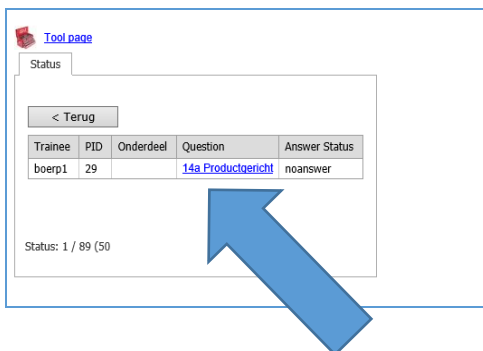 Tool page
Status
< Terug
Trainee PID Onderdeel Question Answer Status
boerp1 29 14a Productgericht noanswer
Status: 1 / 89 (50